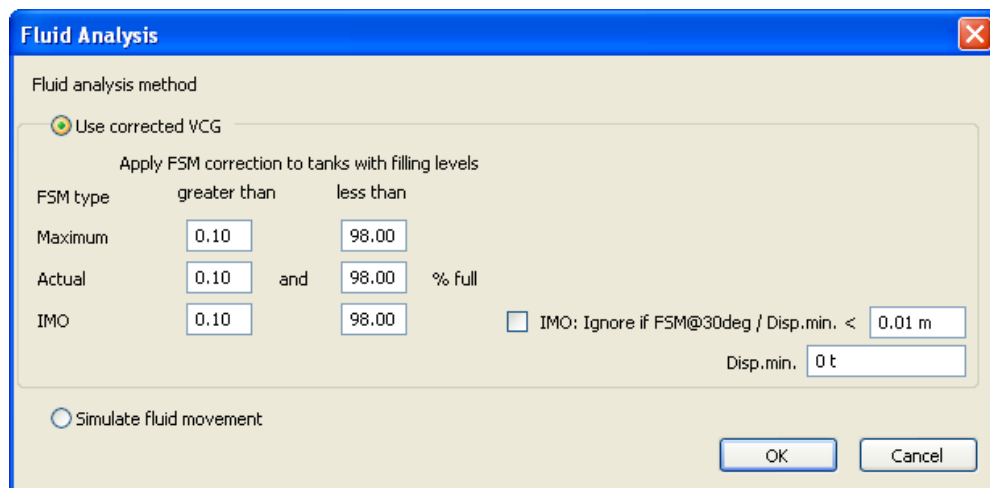 Fluid Analysis
Fluid analysis method
Use corrected VCG
Apply FSM correction to tanks with filling levels
FSM type greater than less than
Maximum 0.10 98.00
Actual 0.10 and 98.00 % full
IMO 0.10 98.00 IMO: Ignore if FSM@30deg / Disp.min. < 0.01 m
Disp.min. 0 t
Simulate fluid movement
OK Cancel